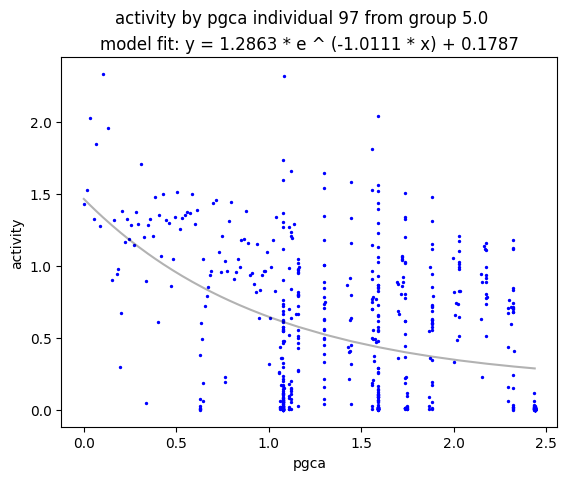 activity by pgca individual 97 from group 5.0
model fit: y = 1.2863 * e ^ (-1.0111 * x) + 0.1787
2.0
1.5
1.0
0.5
0.0
activity
0.0 0.5 1.0 1.5 2.0 2.5
pgca